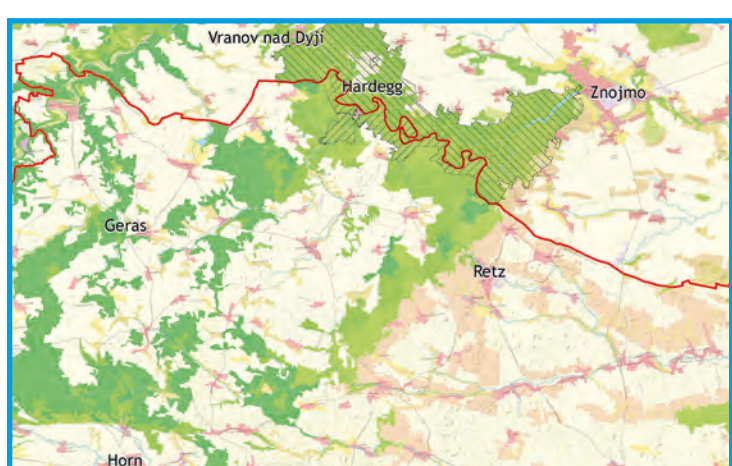 Vranov nad Dyjí
Hardegg
Znojmo
Geras
Retz
Horn